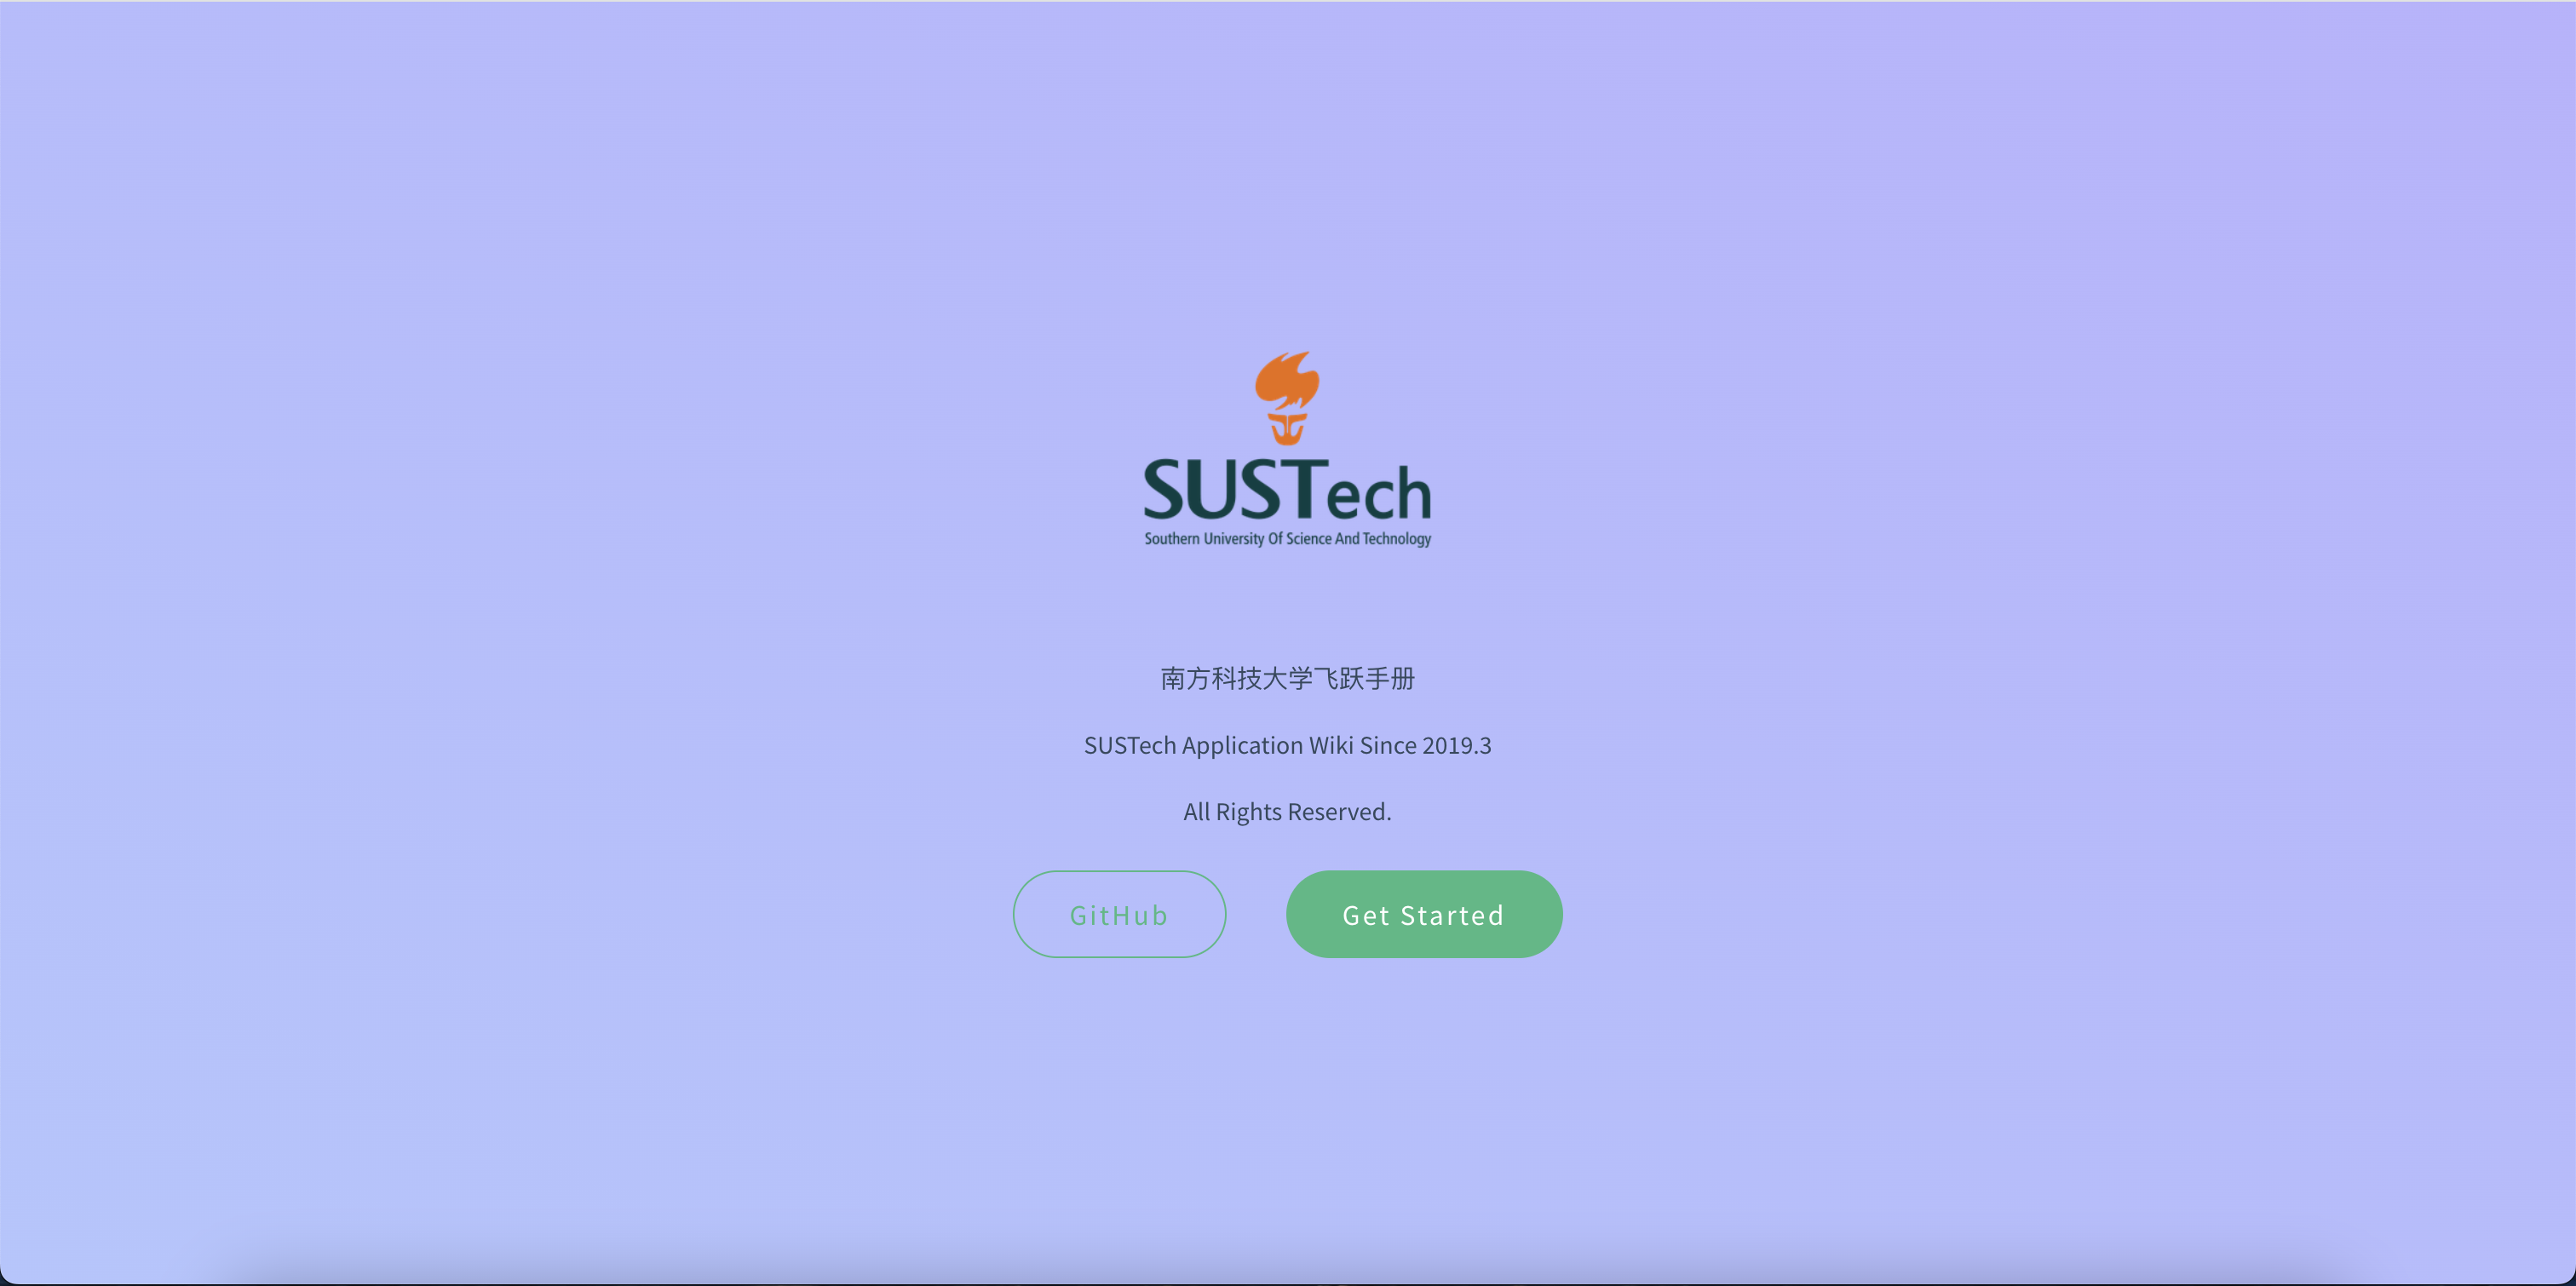 SUSTech
Southern University Of Science And Technology
南方科技大学飞跃手册
SUSTech Application Wiki Since 2019.3
All Rights Reserved.
GitHub
Get Started